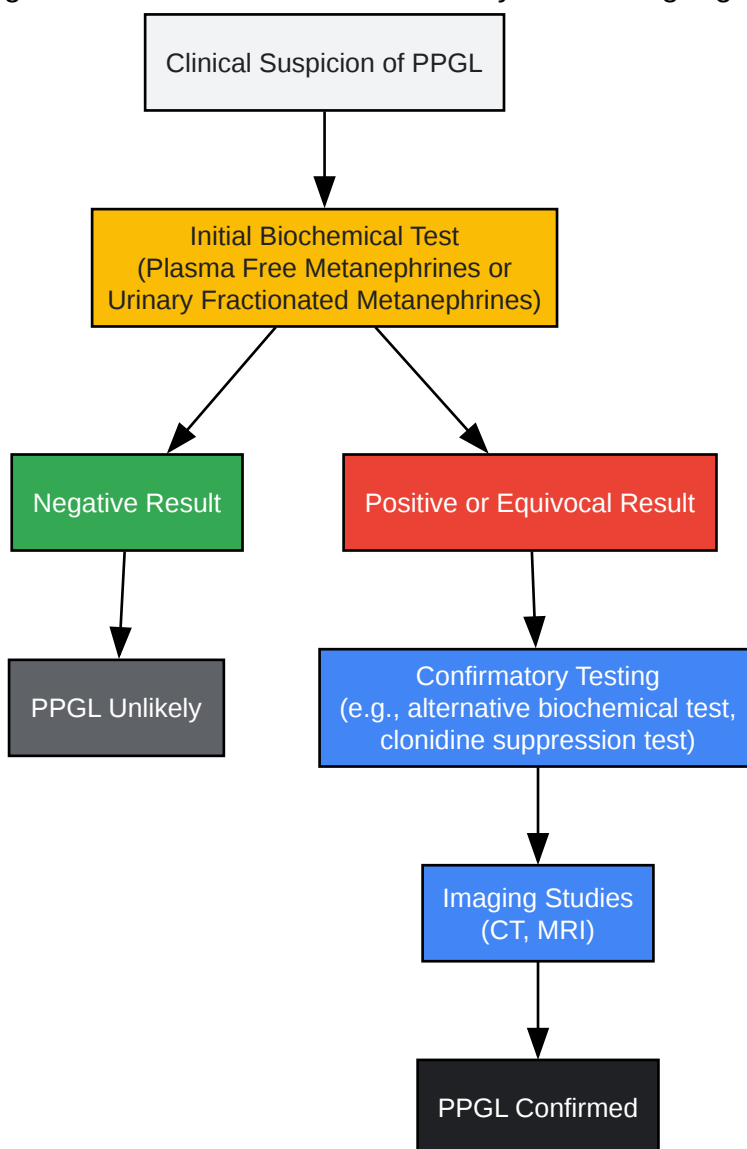 Clinical Suspicion of PPGL
Initial Biochemical Test
(Plasma Free Metanephrines or
Urinary Fractionated Metanephrines)
Negative Result
Positive or Equivocal Result
PPGL Unlikely
Confirmatory Testing
(e.g., alternative biochemical test,
clonidine suppression test)
Imaging Studies
(CT, MRI)
PPGL Confirmed